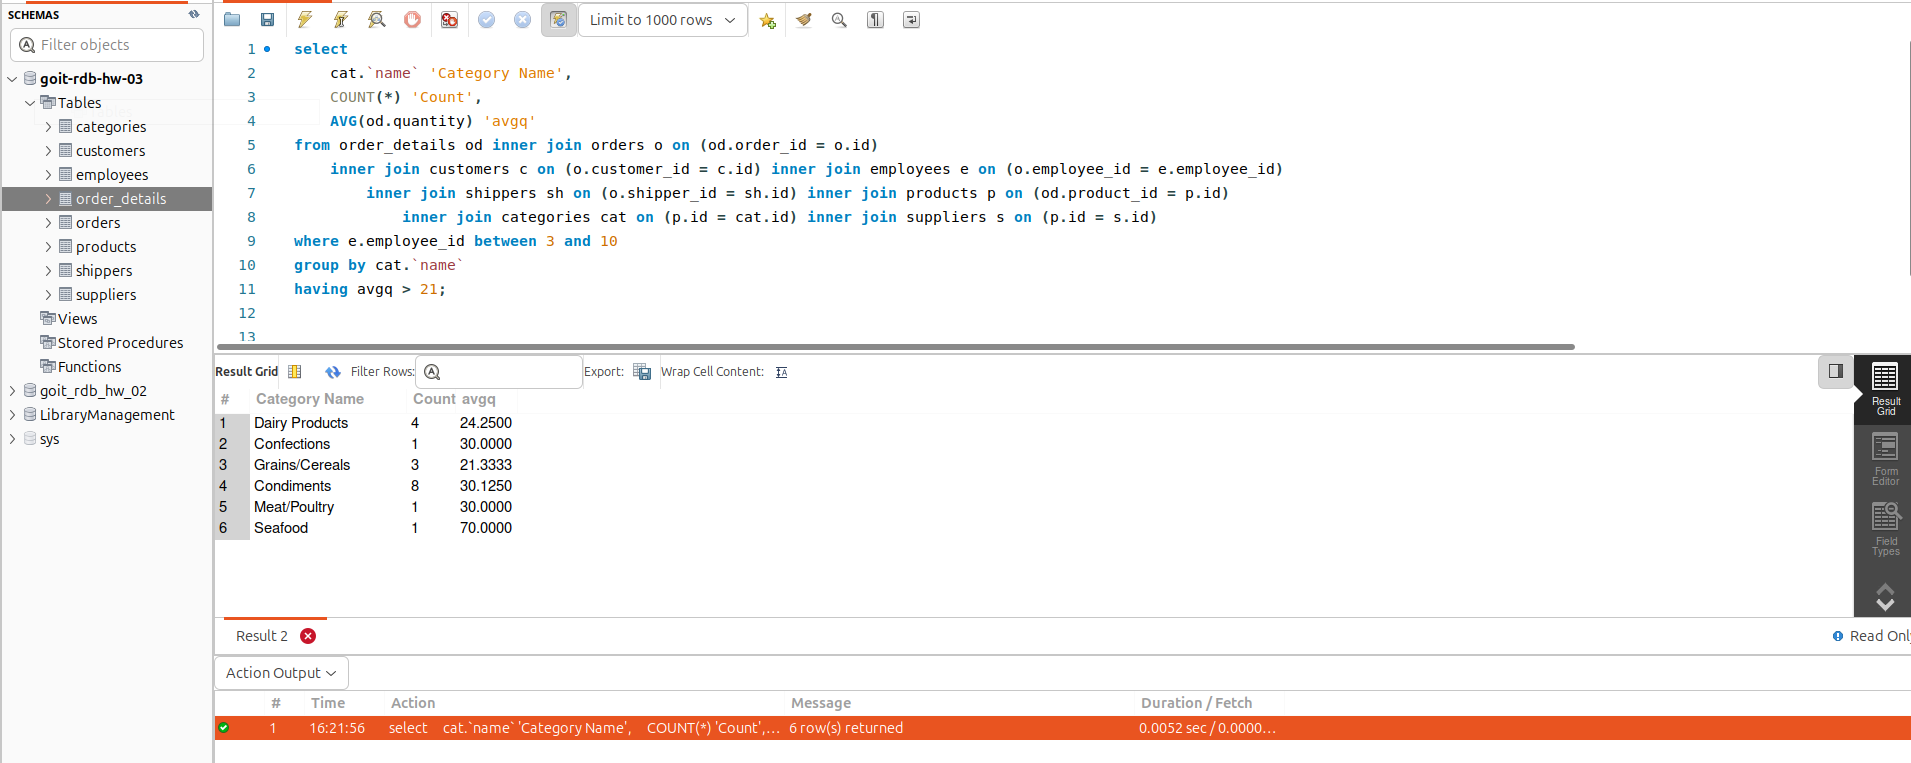 SCHEMAS
Filter objects
goit-rdb-hw-03
Tables
categories
customers
employees
order_details
orders
products
shippers
suppliers
Views
Stored Procedures
Functions
goit_rdb_hw_02
LibraryManagement
sys
Limit to 1000 rows
1 select
2 cat.`name` 'Category Name',
3 COUNT(*) 'Count',
4 AVG(od.quantity) 'avgq'
5 from order_details od inner join orders o on (od.order_id = o.id)
6 inner join customers c on (o.customer_id = c.id) inner join employees e on (o.employee_id = e.employee_id)
7 inner join shippers sh on (o.shipper_id = sh.id) inner join products p on (od.product_id = p.id)
8 inner join categories cat on (p.id = cat.id) inner join suppliers s on (p.id = s.id)
9 where e.employee_id between 3 and 10
10 group by cat.`name`
11 having avgq > 21;
12
13
Result Grid Filter Rows: Export: Wrap Cell Content:
# Category Name Count avgq
1 Dairy Products 4 24.2500
2 Confections 1 30.0000
3 Grains/Cereals 3 21.3333
4 Condiments 8 30.1250
5 Meat/Poultry 1 30.0000
6 Seafood 1 70.0000
Result
Grid
Form
Editor
Field
Types
Result 2
Read Only
Action Output
# Time Action Message Duration / Fetch
1 16:21:56 select cat.`name` 'Category Name', COUNT(*) 'Count',... 6 row(s) returned 0.0052 sec / 0.0000...